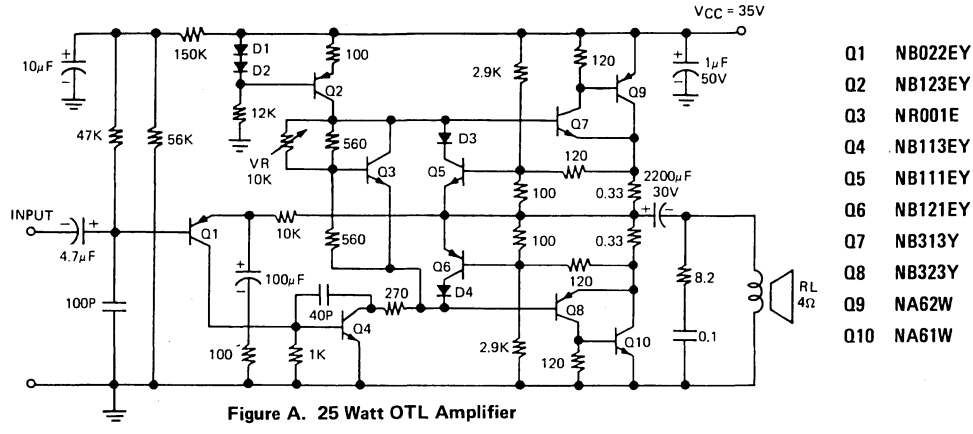 VCC = 35V
10μF
150K
D1
D2
100
Q2
12K
47K
56K
VR
10K
560
Q3
D3
Q5
2.9K
120
Q9
Q7
1μF
50V
120
100
0.33
2200μF
30V
INPUT
4.7μF
Q1
10K
100μF
560
Q6
D4
100
0.33
120
8.2
RL
4Ω
100P
40P
270
Q4
Q8
Q10
0.1
100
1K
2.9K
120
Q1 NB022EY
Q2 NB123EY
Q3 NR001E
Q4 NB113EY
Q5 NB111EY
Q6 NB121EY
Q7 NB313Y
Q8 NB323Y
Q9 NA62W
Q10 NA61W
Figure A. 25 Watt OTL Amplifier